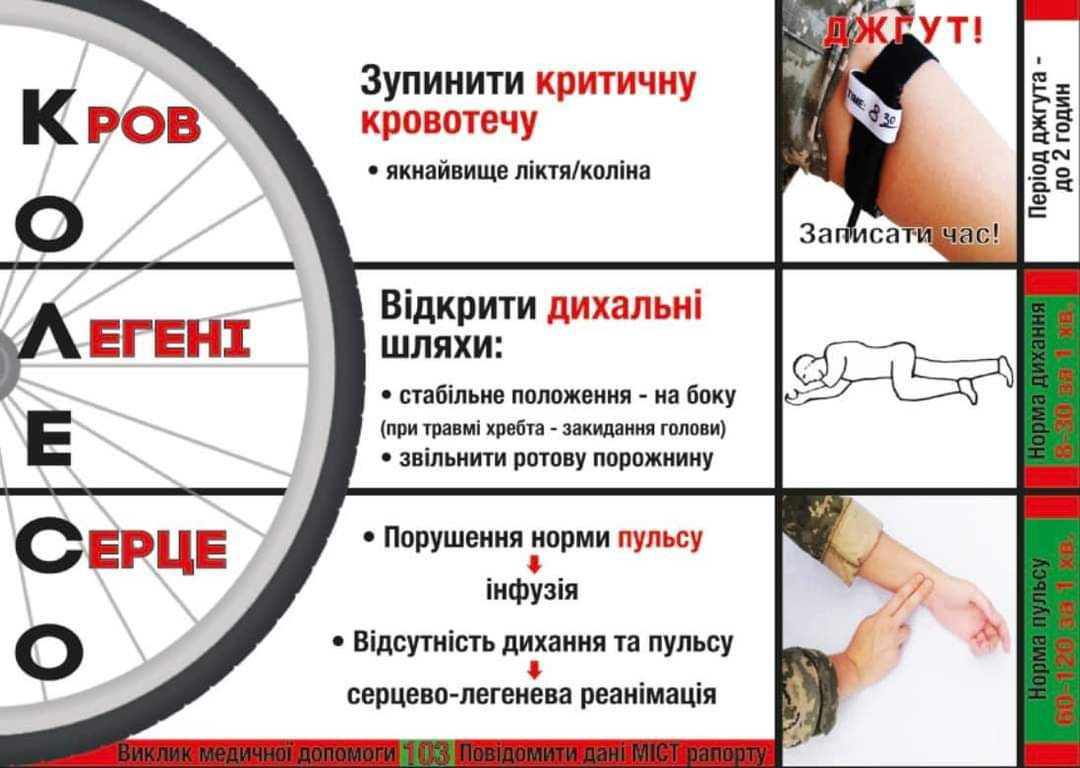 КРОВ
О
ЛЕГЕНІ
Е
СЕРЦЕ
О
Зупинити критичну
кровотечу
• якнайвище ліктя/коліна
ДЖГУТ!
TIME: 8 30
Записати час!
Період джгута -
до 2 годин
Відкрити дихальні
шляхи:
• стабільне положення - на боку
(при травмі хребта - закидання голови)
• звільнити ротову порожнину
Норма дихання
8-30 за 1 хв.
• Порушення норми пульсу
інфузія
• Відсутність дихання та пульсу
серцево-легенева реанімація
Норма пульсу
60-120 за 1 хв.
Виклик медичної допомоги 103 Повідомити дані МІСТ рапорту